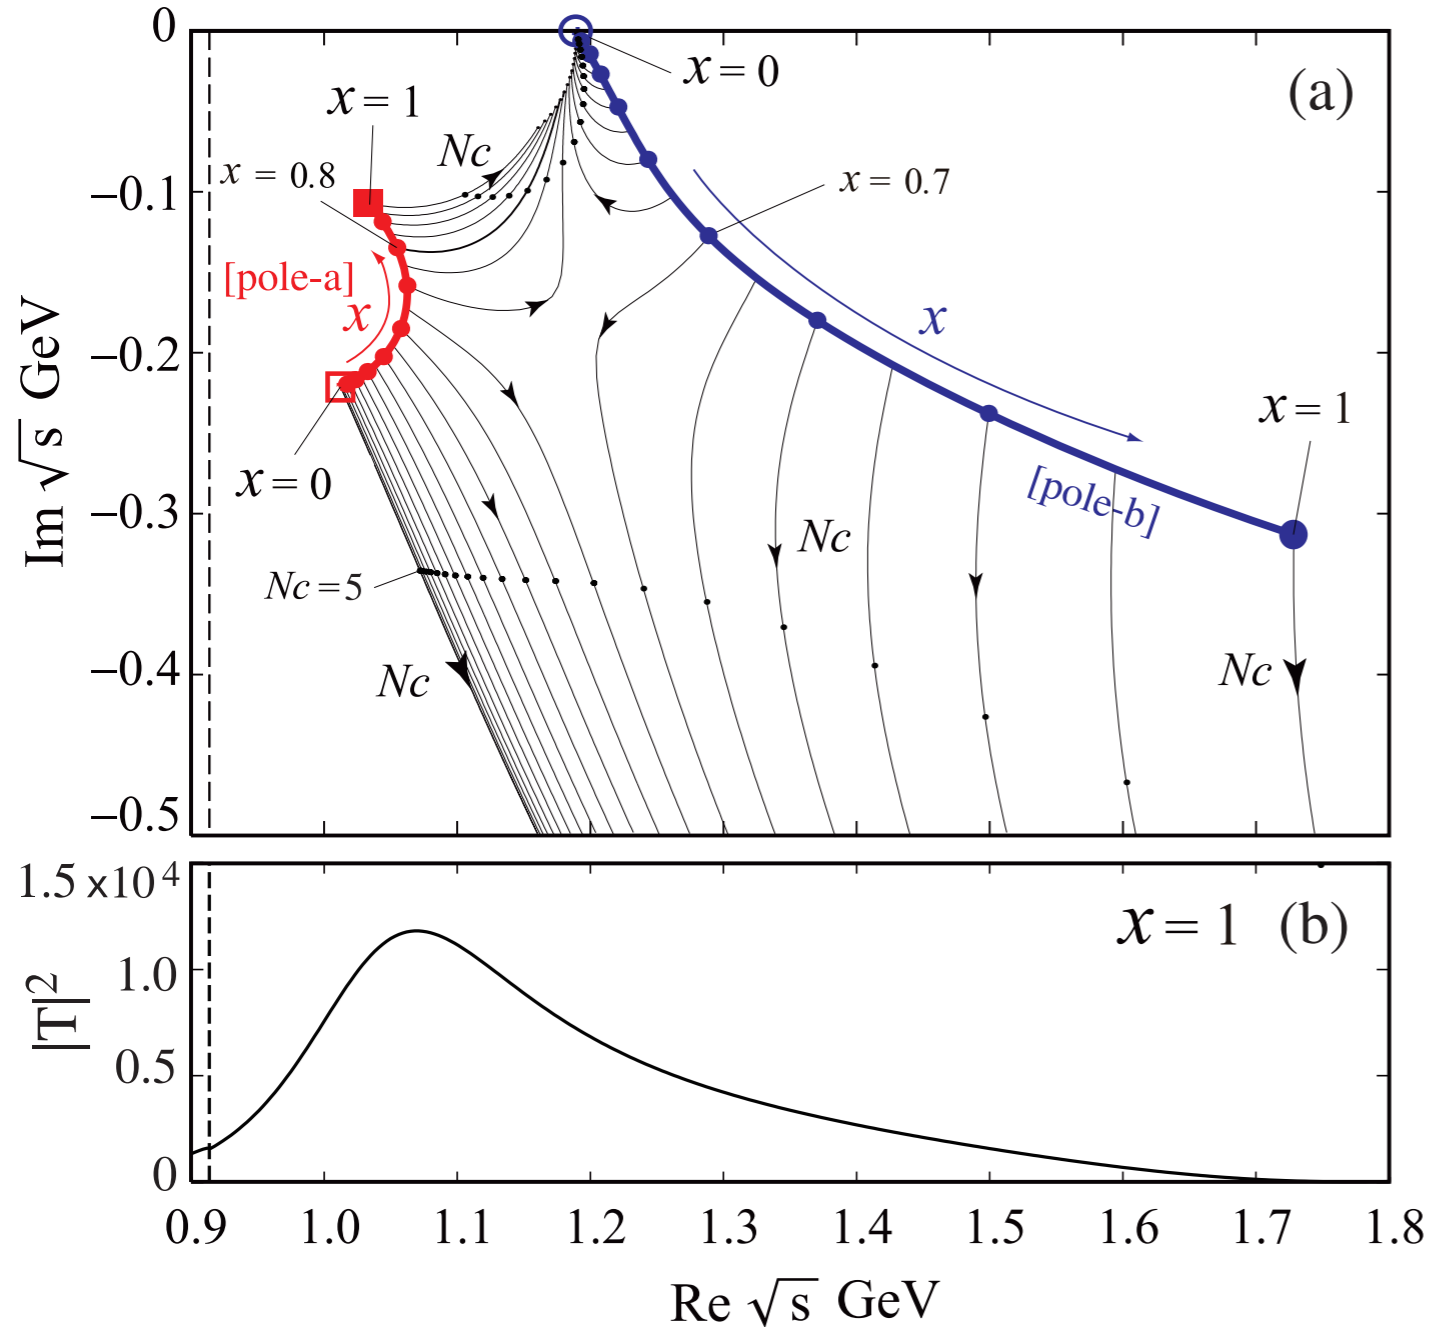 0
x = 0
(a)
x = 1
Nc
x = 0.8
x = 0.7
−0.1
[pole-a]
x
x
−0.2
x = 1
x = 0
[pole-b]
−0.3
Nc
Nc = 5
−0.4
Nc
Nc
−0.5
Im √s GeV
1.5 x10⁴
x = 1 (b)
1.0
|T|²
0.5
0
0.9 1.0 1.1 1.2 1.3 1.4 1.5 1.6 1.7 1.8
Re √s GeV